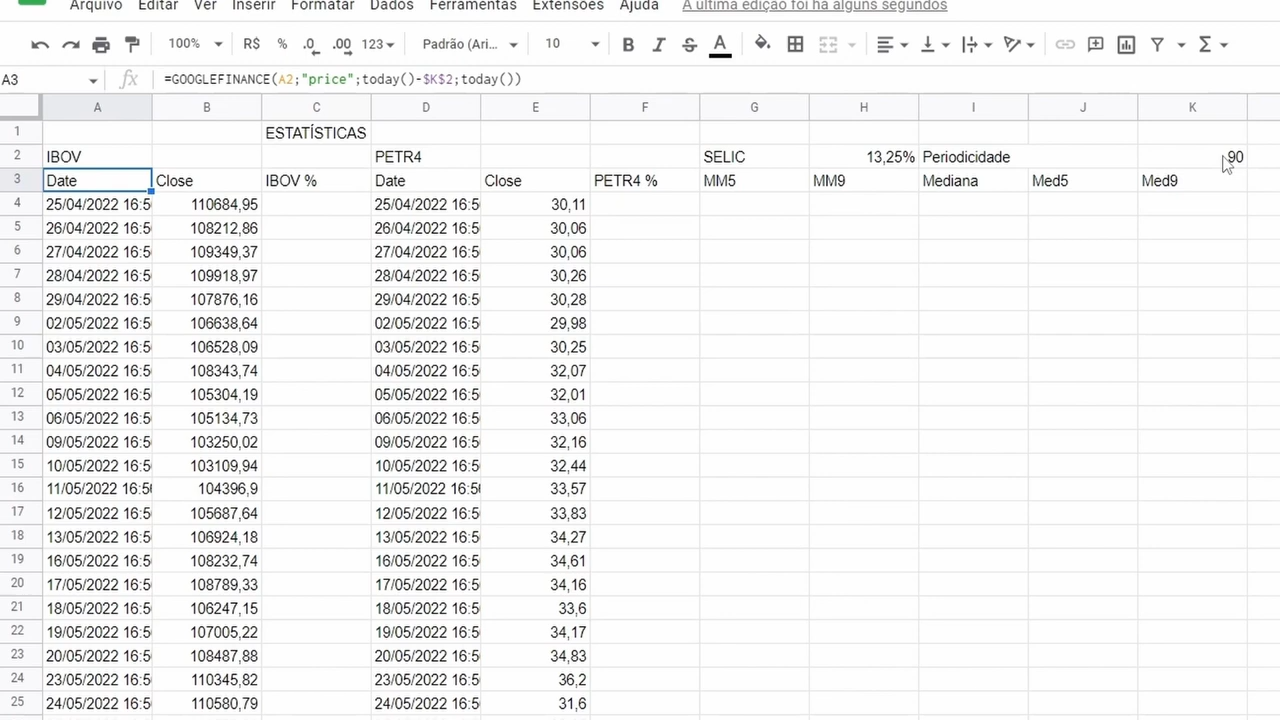 Arquivo Editar Ver Inserir Formatar Dados Ferramentas Extensões Ajuda A última edição foi há alguns segundos
100% R$ % .0 .00 123 Padrão (Ari... 10 B I S A
A3 fx =GOOGLEFINANCE(A2;"price";today()-$K$2;today())
A B C D E F G H I J K
1 ESTATÍSTICAS
2 IBOV PETR4 SELIC 13,25% Periodicidade 90
3 Date Close IBOV % Date Close PETR4 % MM5 MM9 Mediana Med5 Med9
4 25/04/2022 16:5 110684,95 25/04/2022 16:5 30,11
5 26/04/2022 16:5 108212,86 26/04/2022 16:5 30,06
6 27/04/2022 16:5 109349,37 27/04/2022 16:5 30,06
7 28/04/2022 16:5 109918,97 28/04/2022 16:5 30,26
8 29/04/2022 16:5 107876,16 29/04/2022 16:5 30,28
9 02/05/2022 16:5 106638,64 02/05/2022 16:5 29,98
10 03/05/2022 16:5 106528,09 03/05/2022 16:5 30,25
11 04/05/2022 16:5 108343,74 04/05/2022 16:5 32,07
12 05/05/2022 16:5 105304,19 05/05/2022 16:5 32,01
13 06/05/2022 16:5 105134,73 06/05/2022 16:5 33,06
14 09/05/2022 16:5 103250,02 09/05/2022 16:5 32,16
15 10/05/2022 16:5 103109,94 10/05/2022 16:5 32,44
16 11/05/2022 16:5 104396,9 11/05/2022 16:5 33,57
17 12/05/2022 16:5 105687,64 12/05/2022 16:5 33,83
18 13/05/2022 16:5 106924,18 13/05/2022 16:5 34,27
19 16/05/2022 16:5 108232,74 16/05/2022 16:5 34,61
20 17/05/2022 16:5 108789,33 17/05/2022 16:5 34,16
21 18/05/2022 16:5 106247,15 18/05/2022 16:5 33,6
22 19/05/2022 16:5 107005,22 19/05/2022 16:5 34,17
23 20/05/2022 16:5 108487,88 20/05/2022 16:5 34,83
24 23/05/2022 16:5 110345,82 23/05/2022 16:5 36,2
25 24/05/2022 16:5 110580,79 24/05/2022 16:5 31,6